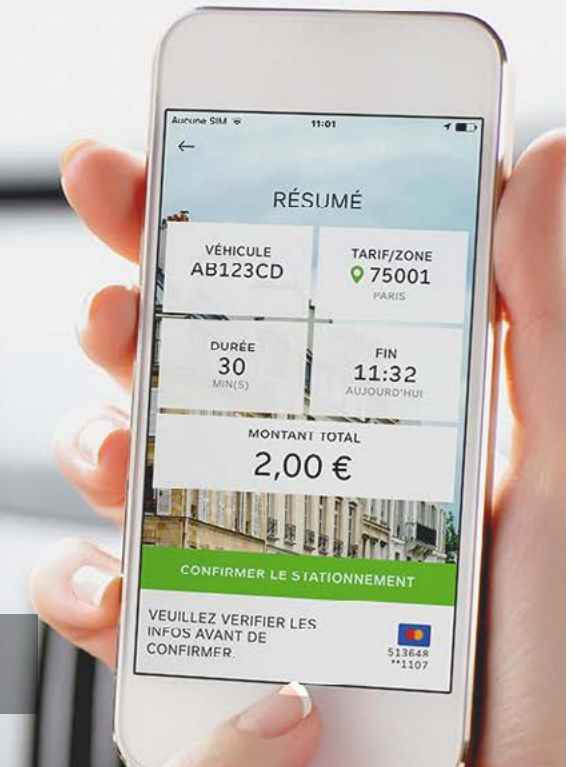 Aucune SIM
11:01
←
RÉSUMÉ
VÉHICULE
AB123CD
TARIF/ZONE
75001
PARIS
DURÉE
30
MIN(S)
FIN
11:32
AUJOURD'HUI
MONTANT TOTAL
2,00 €
CONFIRMER LE STATIONNEMENT
VEUILLEZ VERIFIER LES
INFOS AVANT DE
CONFIRMER.
513648
**1107